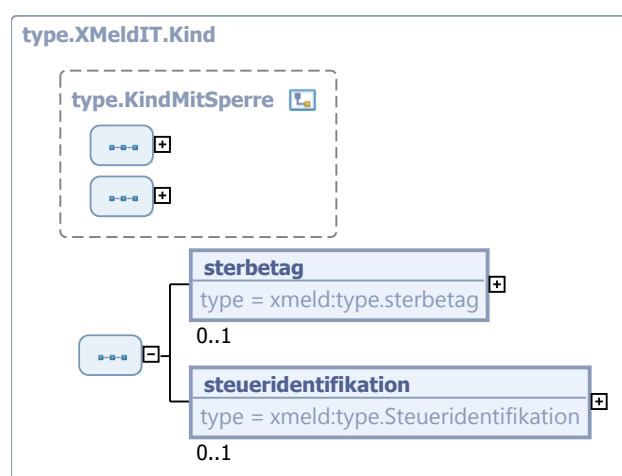 type.XMeldIT.Kind
type.KindMitSperre
sterbetag
type = xmeld:type.sterbetag
0..1
steueridentifikation
type = xmeld:type.Steueridentifikation
0..1